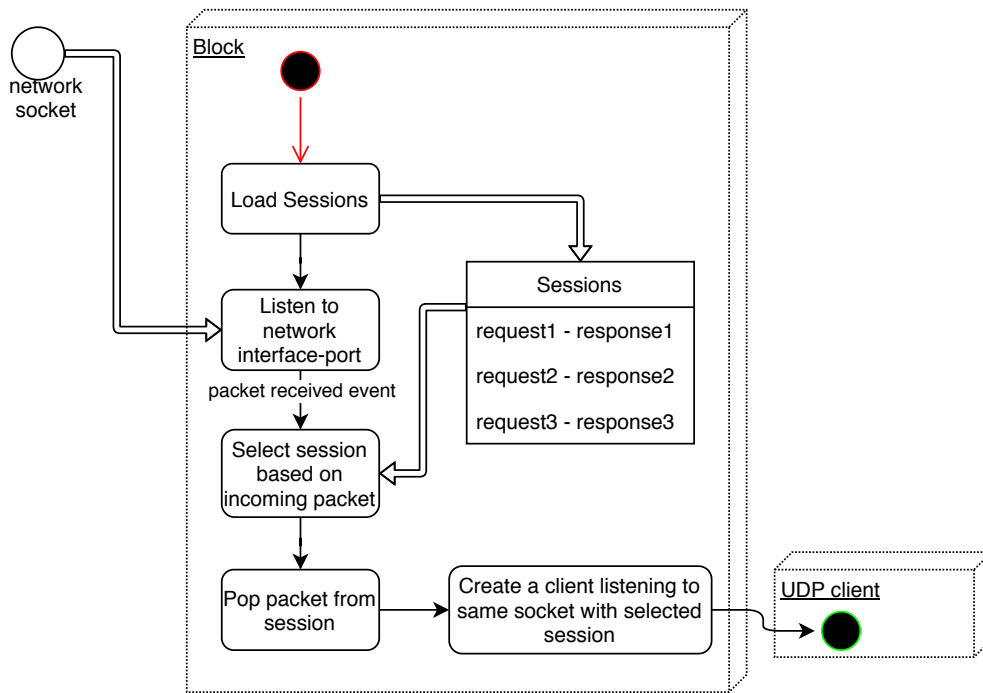 Block
network
socket
Load Sessions
Sessions
Listen to
network
interface-port
request1 - response1
request2 - response2
request3 - response3
packet received event
Select session
based on
incoming packet
Pop packet from
session
Create a client listening to
same socket with selected
session
UDP client